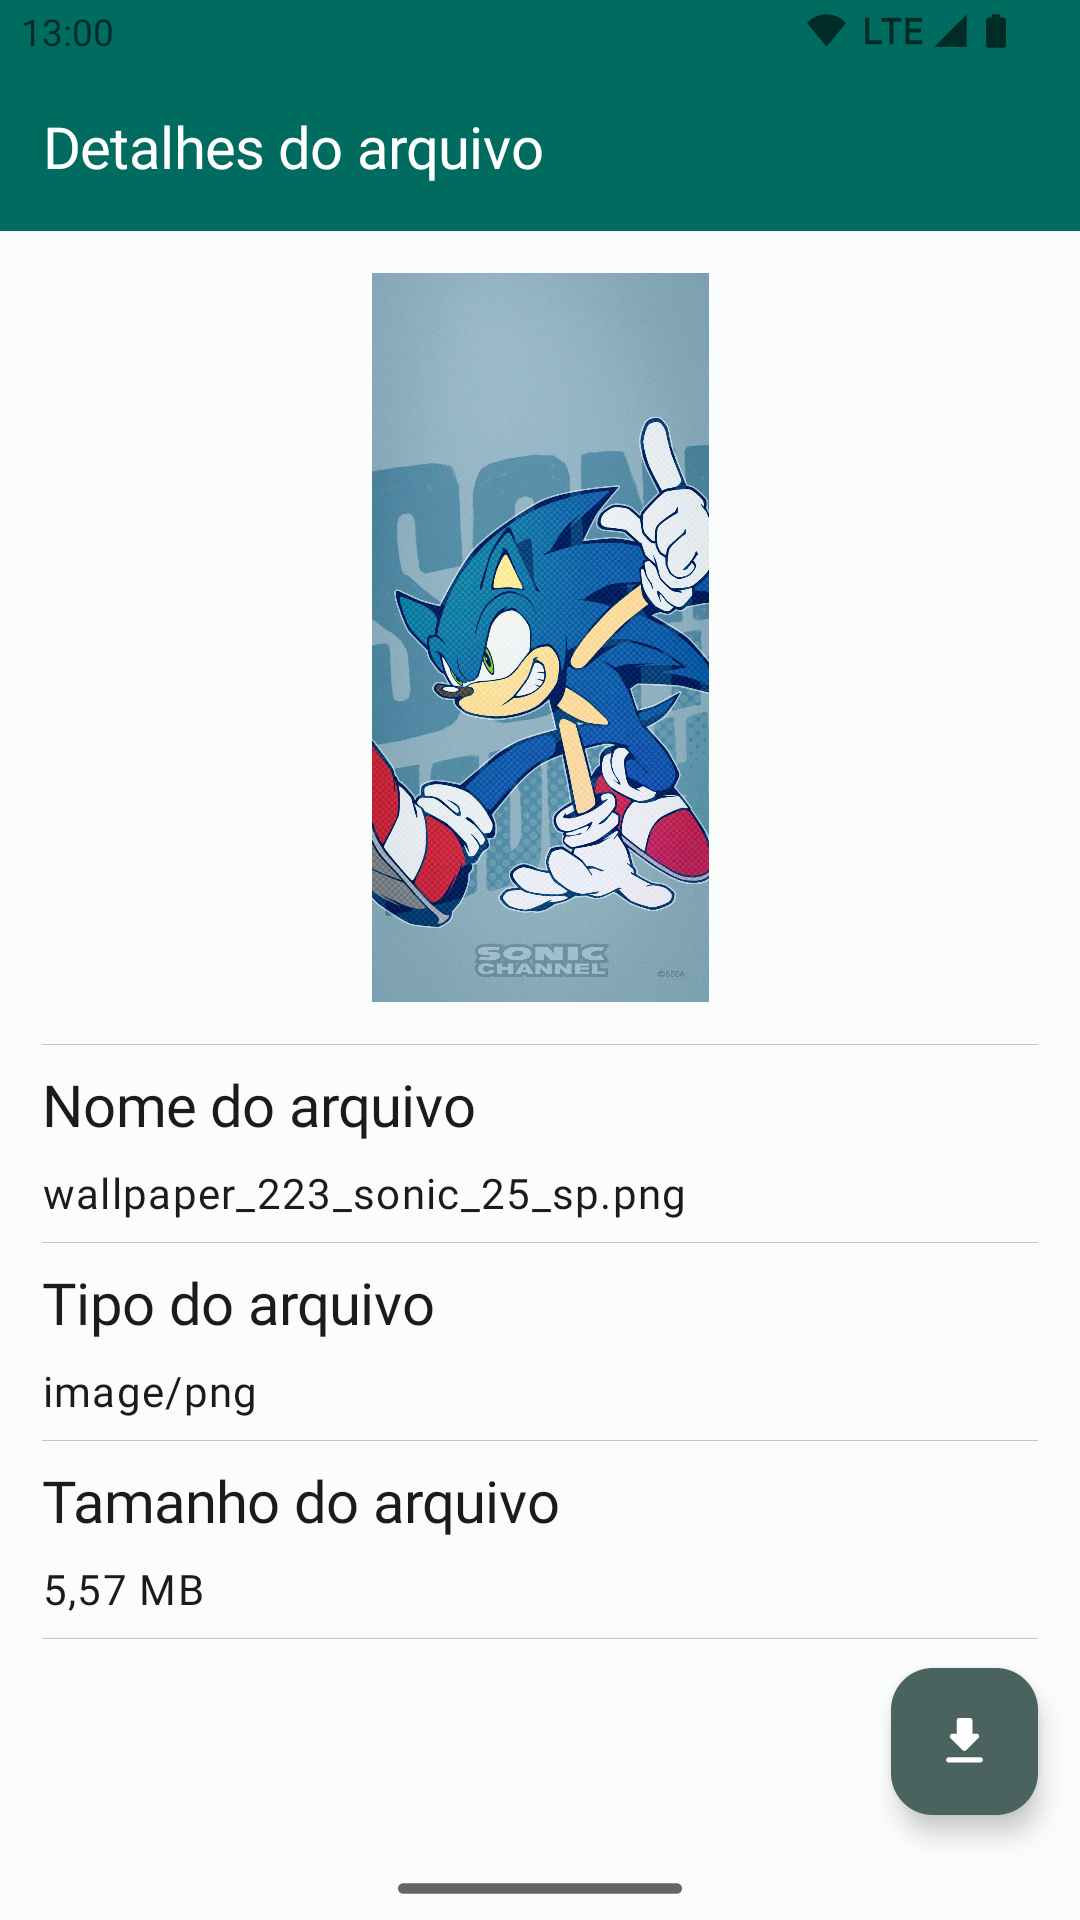 13:00 LTE
Detalhes do arquivo
SONIC
CHANNEL
©SEGA
Nome do arquivo
wallpaper_223_sonic_25_sp.png
Tipo do arquivo
image/png
Tamanho do arquivo
5,57 MB